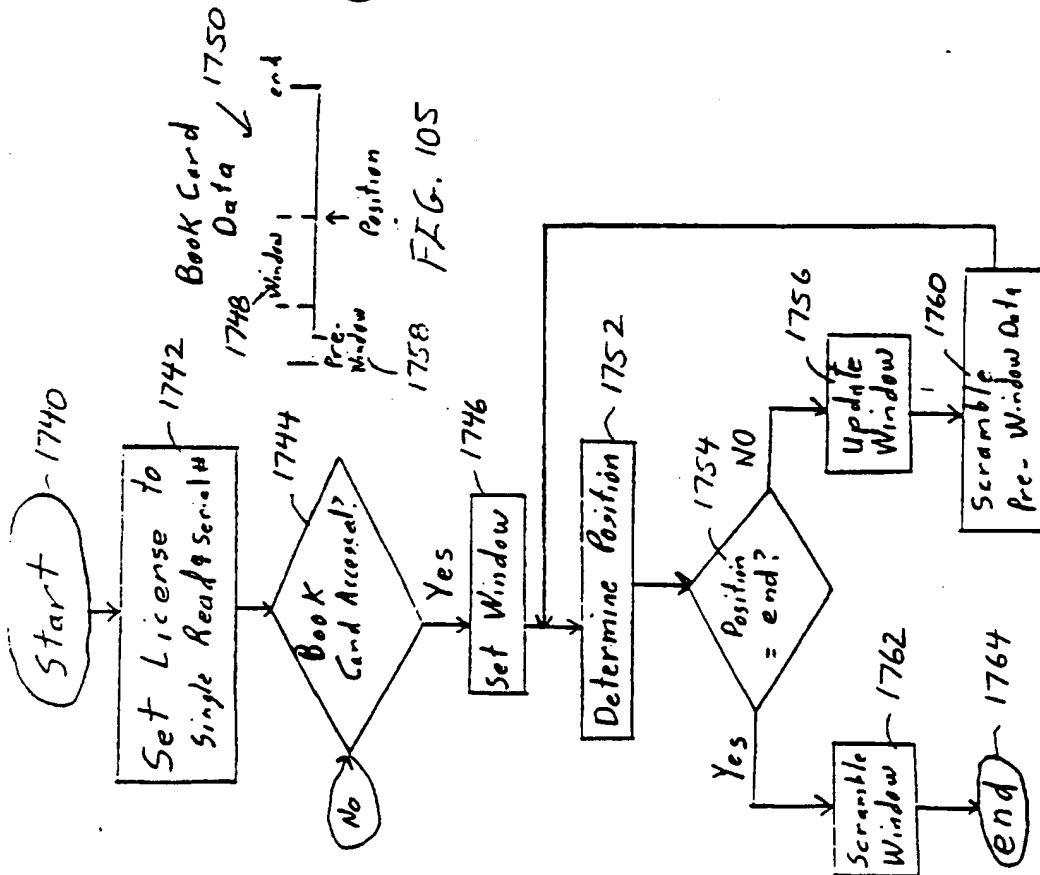 Start
1740
Set License to
Single Read & Serial #
1742
Book
Card Accessed?
1744
No
Yes
Set Window
1746
Book Card
Data
1750
1748
Window
end
Pre-
Window
1758
Position
FIG. 105
Determine Position
1752
Position
= end?
1754
NO
Yes
Update
Window
1756
Scramble
Pre-Window Data
1760
Scramble
Window
1762
end
1764